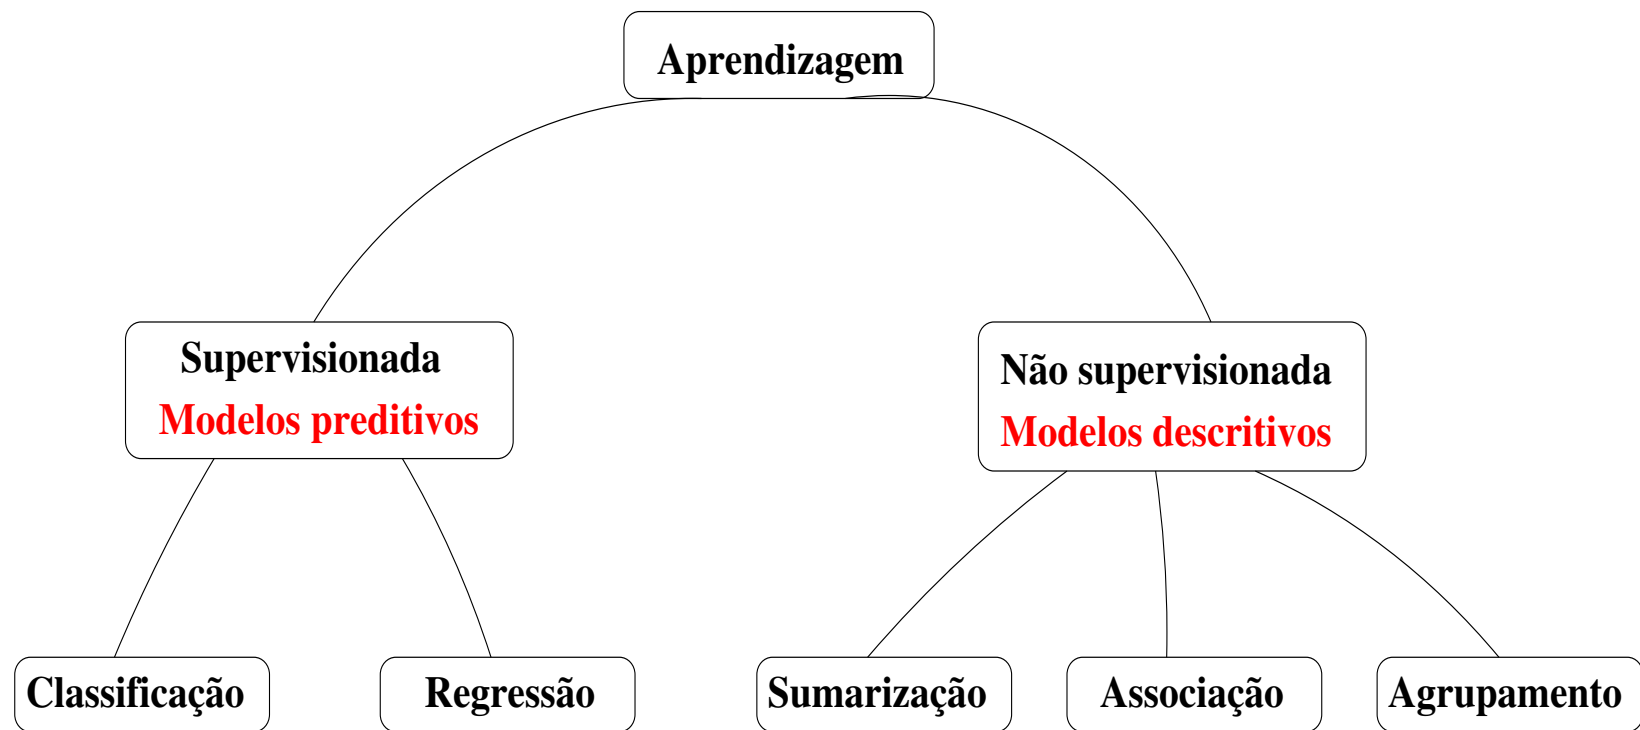 Aprendizagem
Supervisionada
Modelos preditivos
Não supervisionada
Modelos descritivos
Classificação
Regressão
Sumarização
Associação
Agrupamento